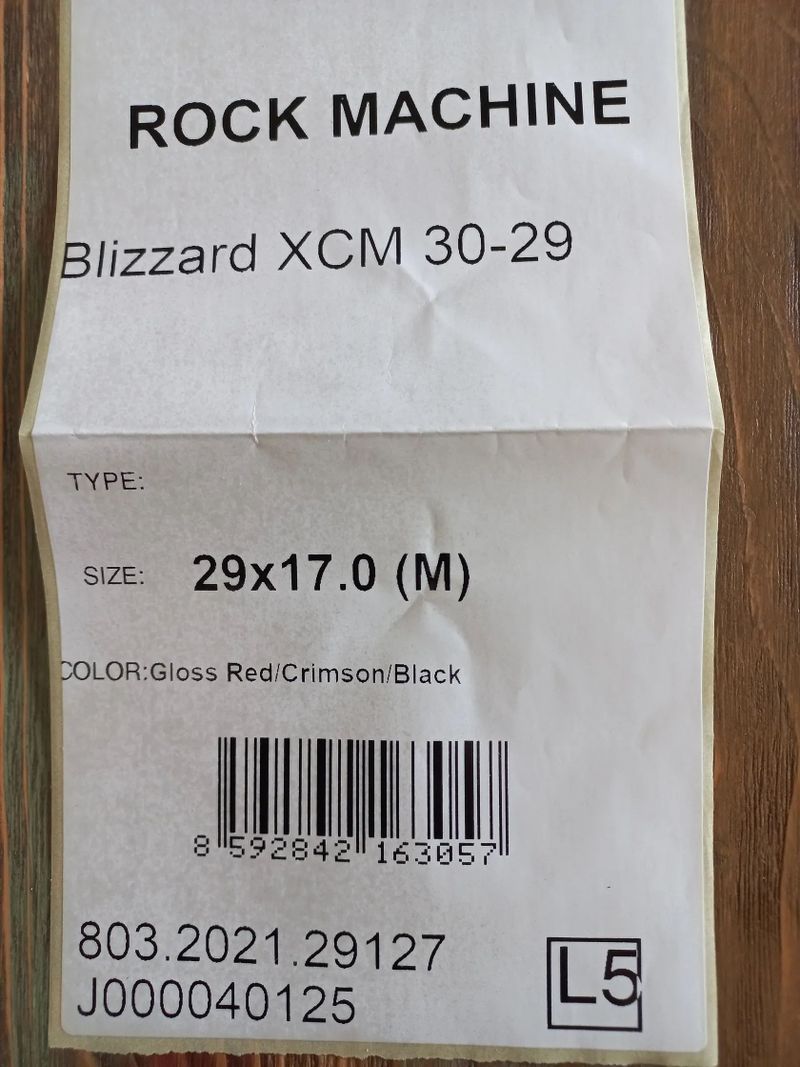 ROCK MACHINE
Blizzard XCM 30-29
TYPE:
SIZE: 29x17.0 (M)
COLOR:Gloss Red/Crimson/Black
8 592842 163057
803.2021.29127
J000040125
L5